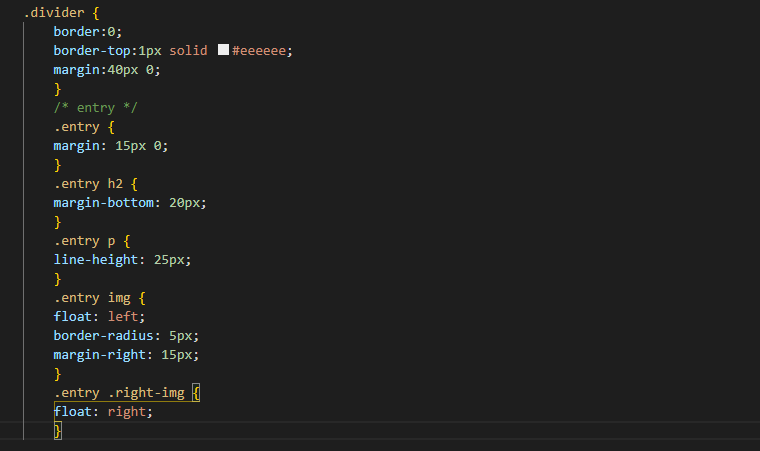 .divider {
border:0;
border-top:1px solid #eeeeee;
margin:40px 0;
}
/* entry */
.entry {
margin: 15px 0;
}
.entry h2 {
margin-bottom: 20px;
}
.entry p {
line-height: 25px;
}
.entry img {
float: left;
border-radius: 5px;
margin-right: 15px;
}
.entry .right-img {
float: right;
}